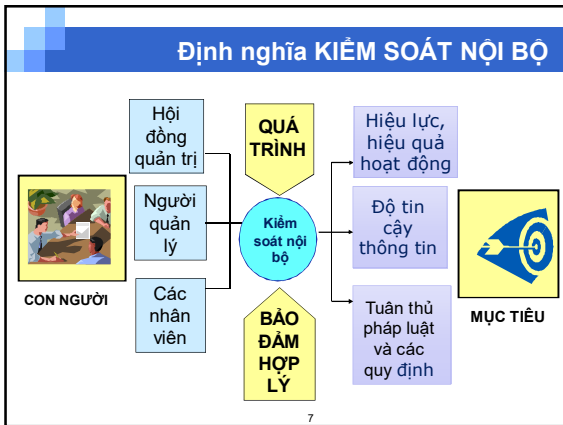 Định nghĩa KIỂM SOÁT NỘI BỘ
Hội
đồng
quản trị
Người
quản
lý
Các
nhân
viên
CON NGƯỜI
QUÁ
TRÌNH
Kiểm
soát nội
bộ
BẢO
ĐẢM
HỢP
LÝ
Hiệu lực,
hiệu quả
hoạt động
Độ tin
cậy
thông tin
Tuân thủ
pháp luật
và các
quy định
MỤC TIÊU
7